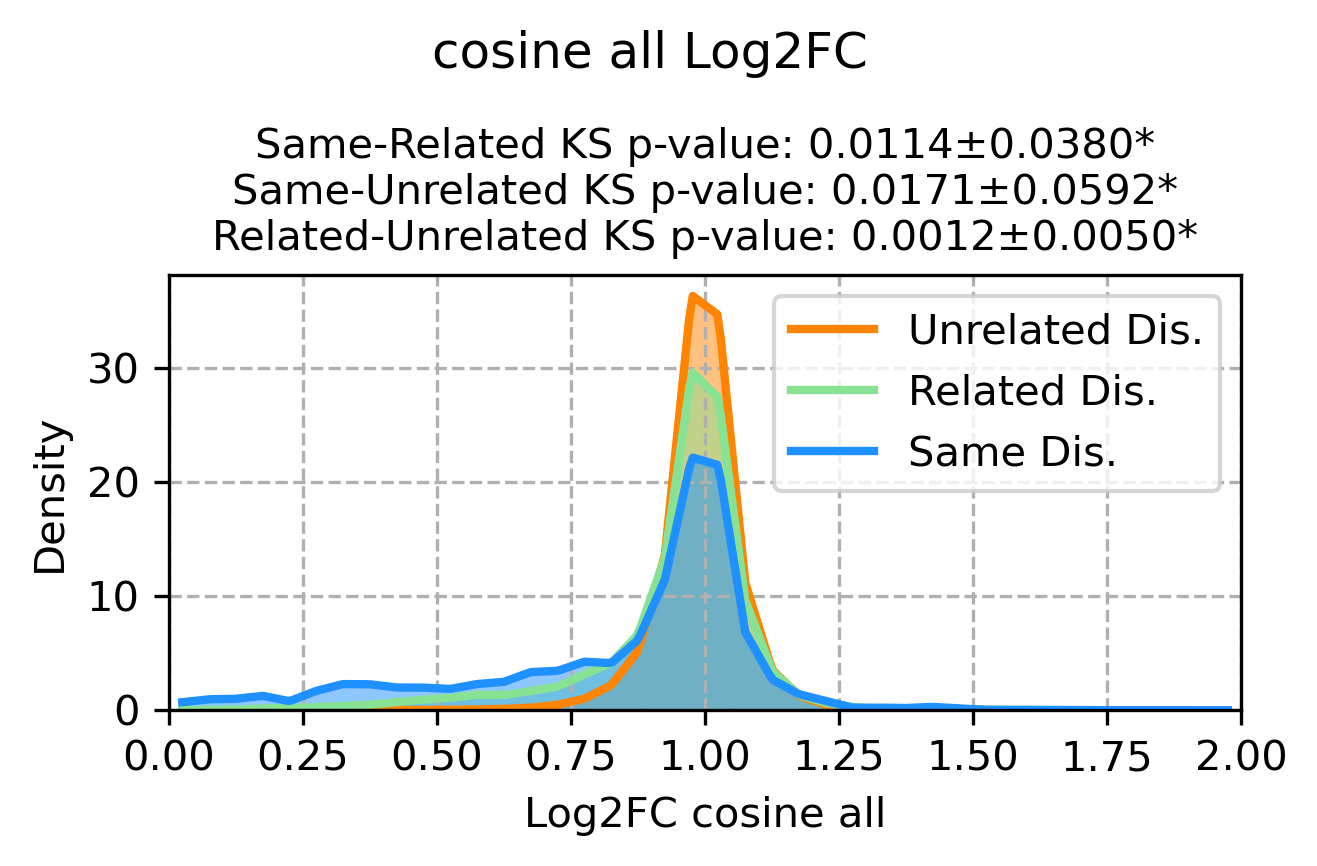 cosine all Log2FC
Same-Related KS p-value: 0.0114±0.0380*
Same-Unrelated KS p-value: 0.0171±0.0592*
Related-Unrelated KS p-value: 0.0012±0.0050*
Unrelated Dis.
Related Dis.
Same Dis.
Density
30
20
10
0
0.00 0.25 0.50 0.75 1.00 1.25 1.50 1.75 2.00
Log2FC cosine all